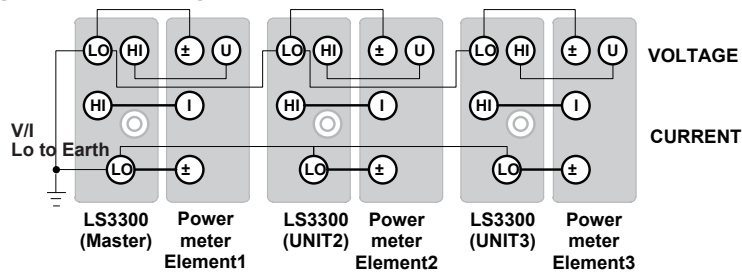 LO HI ± U LO HI ± U LO HI ± U VOLTAGE
HI I HI I HI I
V/I
Lo to Earth
CURRENT
LO ± LO ± LO ±
LS3300 (Master)
Power meter Element1
LS3300 (UNIT2)
Power meter Element2
LS3300 (UNIT3)
Power meter Element3